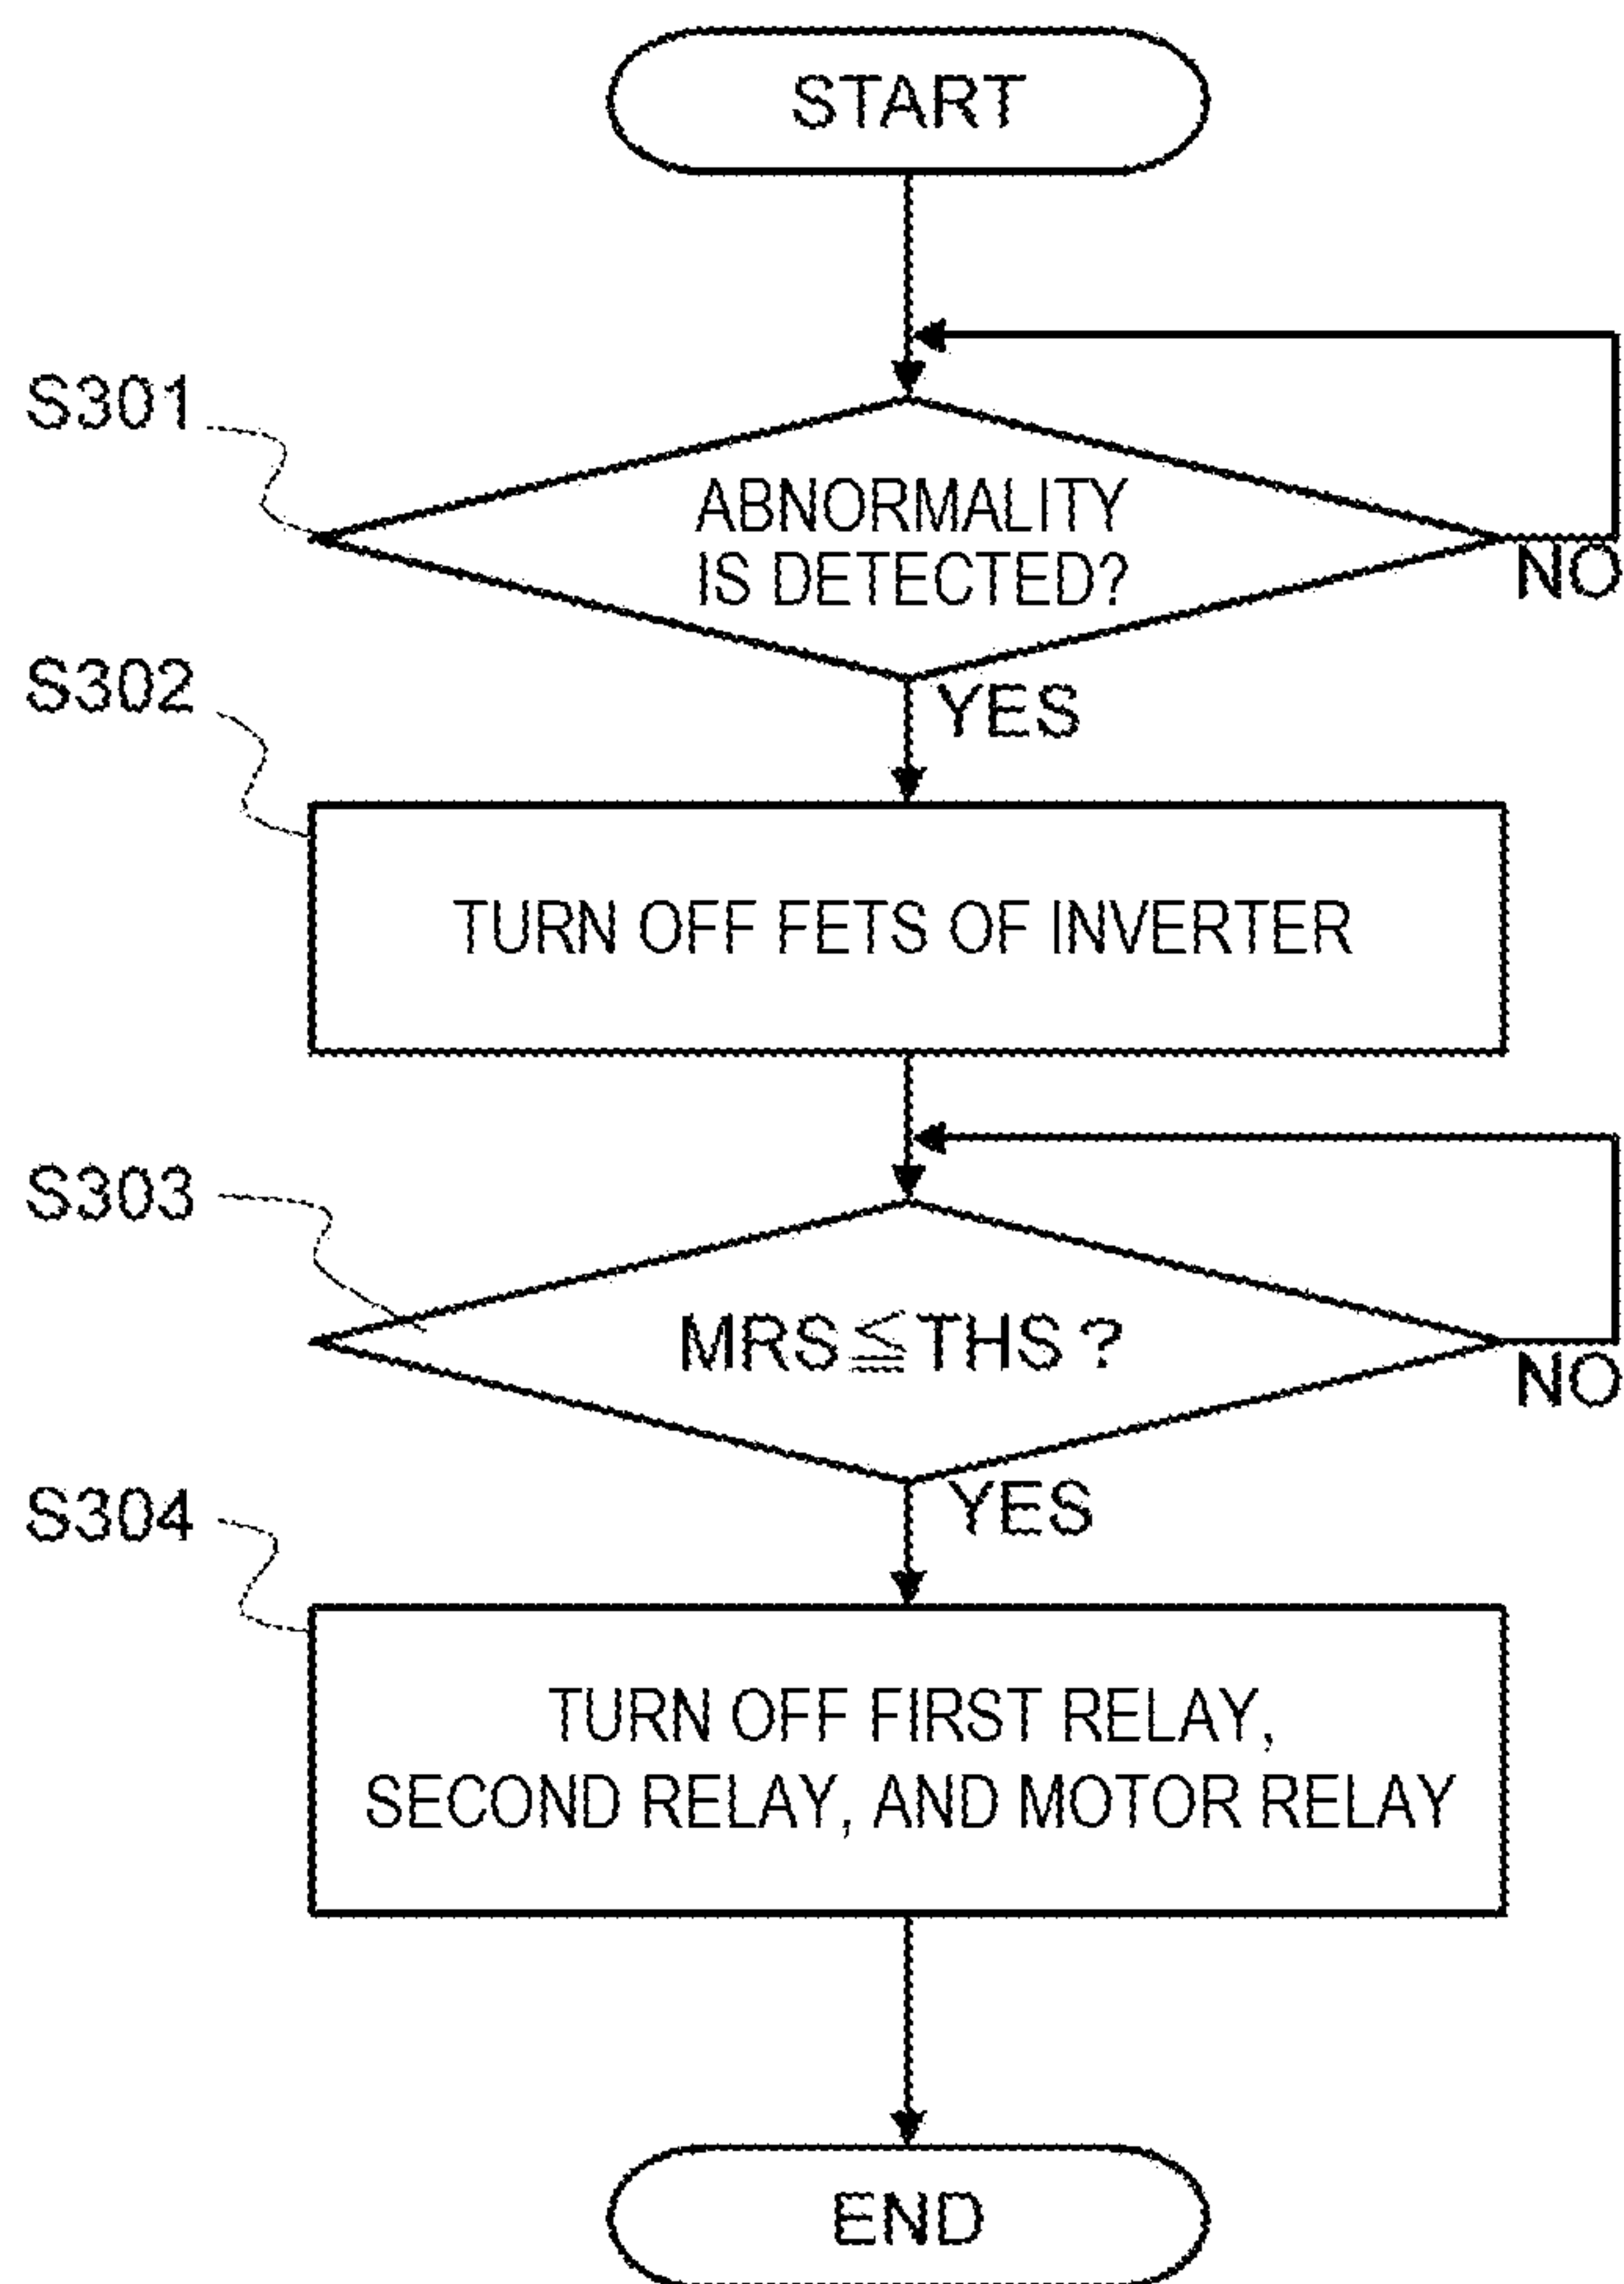 START
S301
ABNORMALITY
IS DETECTED?
NO
YES
S302
TURN OFF FETS OF INVERTER
S303
MRS≦THS ?
NO
YES
S304
TURN OFF FIRST RELAY,
SECOND RELAY, AND MOTOR RELAY
END